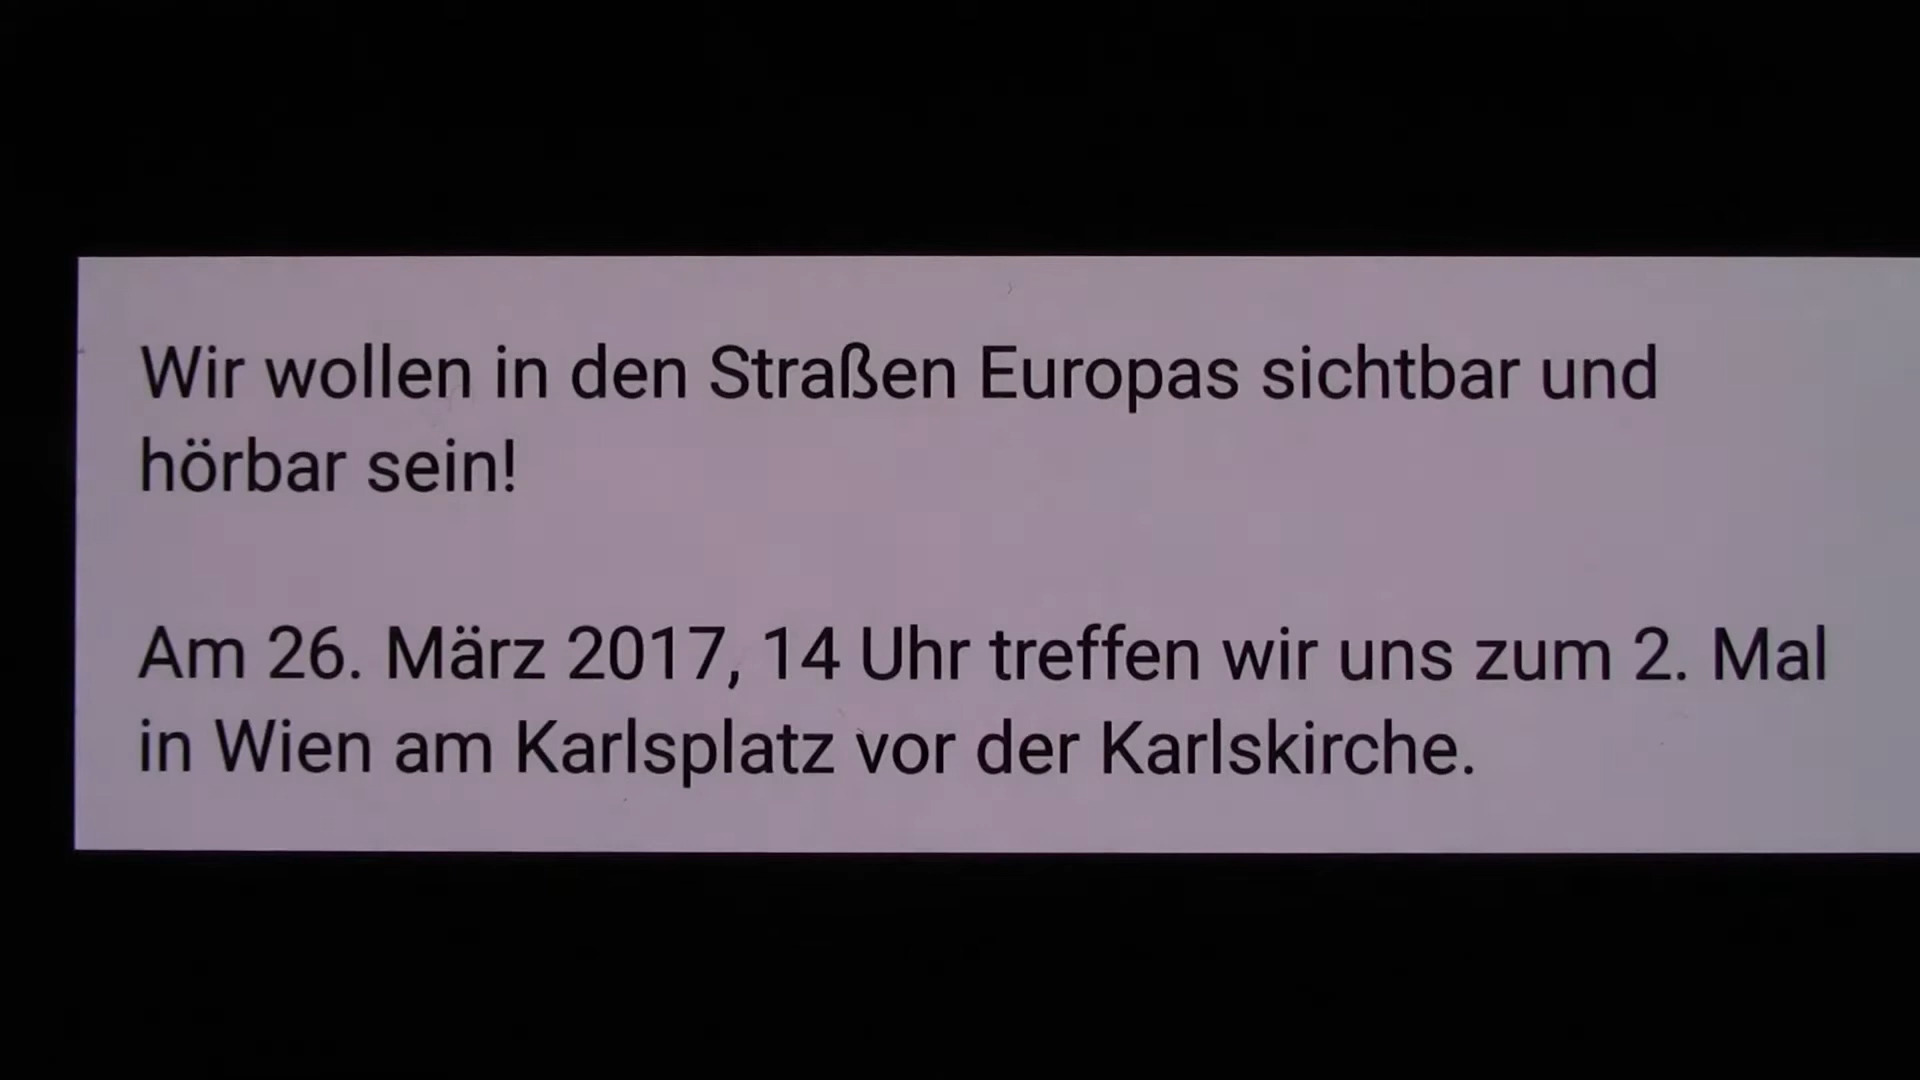 Wir wollen in den Straßen Europas sichtbar und
hörbar sein!
Am 26. März 2017, 14 Uhr treffen wir uns zum 2. Mal
in Wien am Karlsplatz vor der Karlskirche.